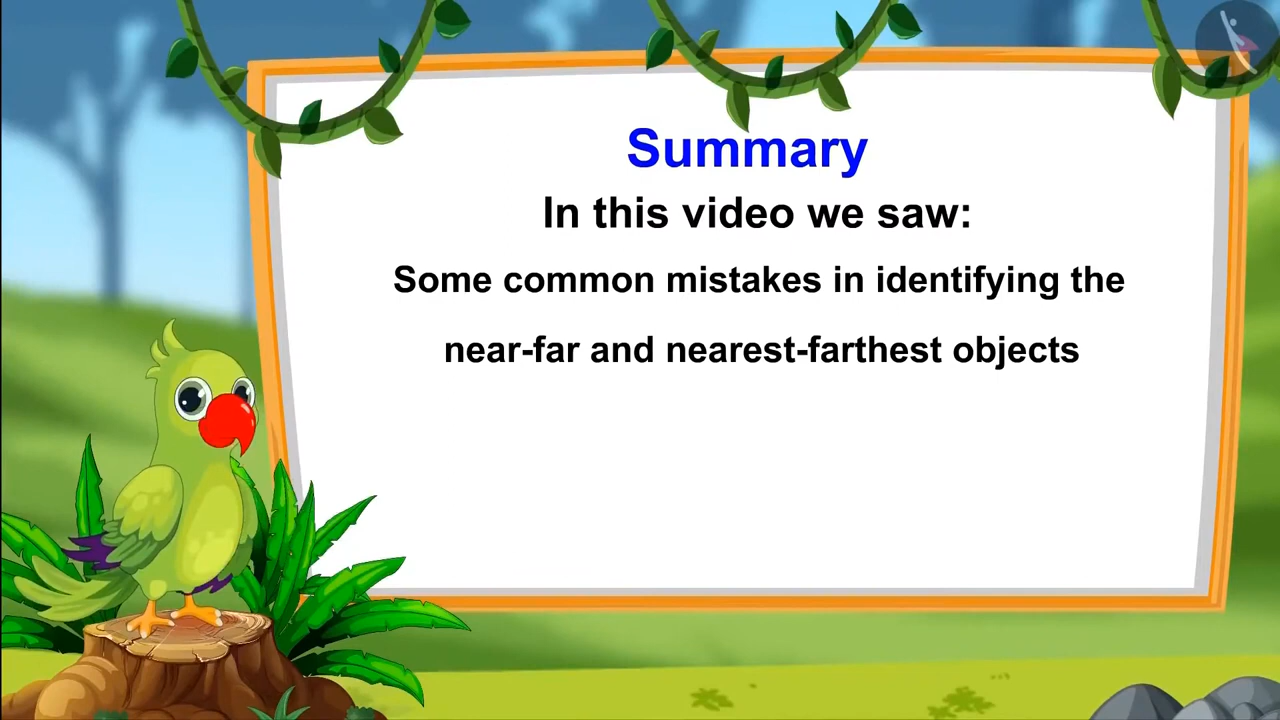 Summary
In this video we saw:
Some common mistakes in identifying the
near-far and nearest-farthest objects